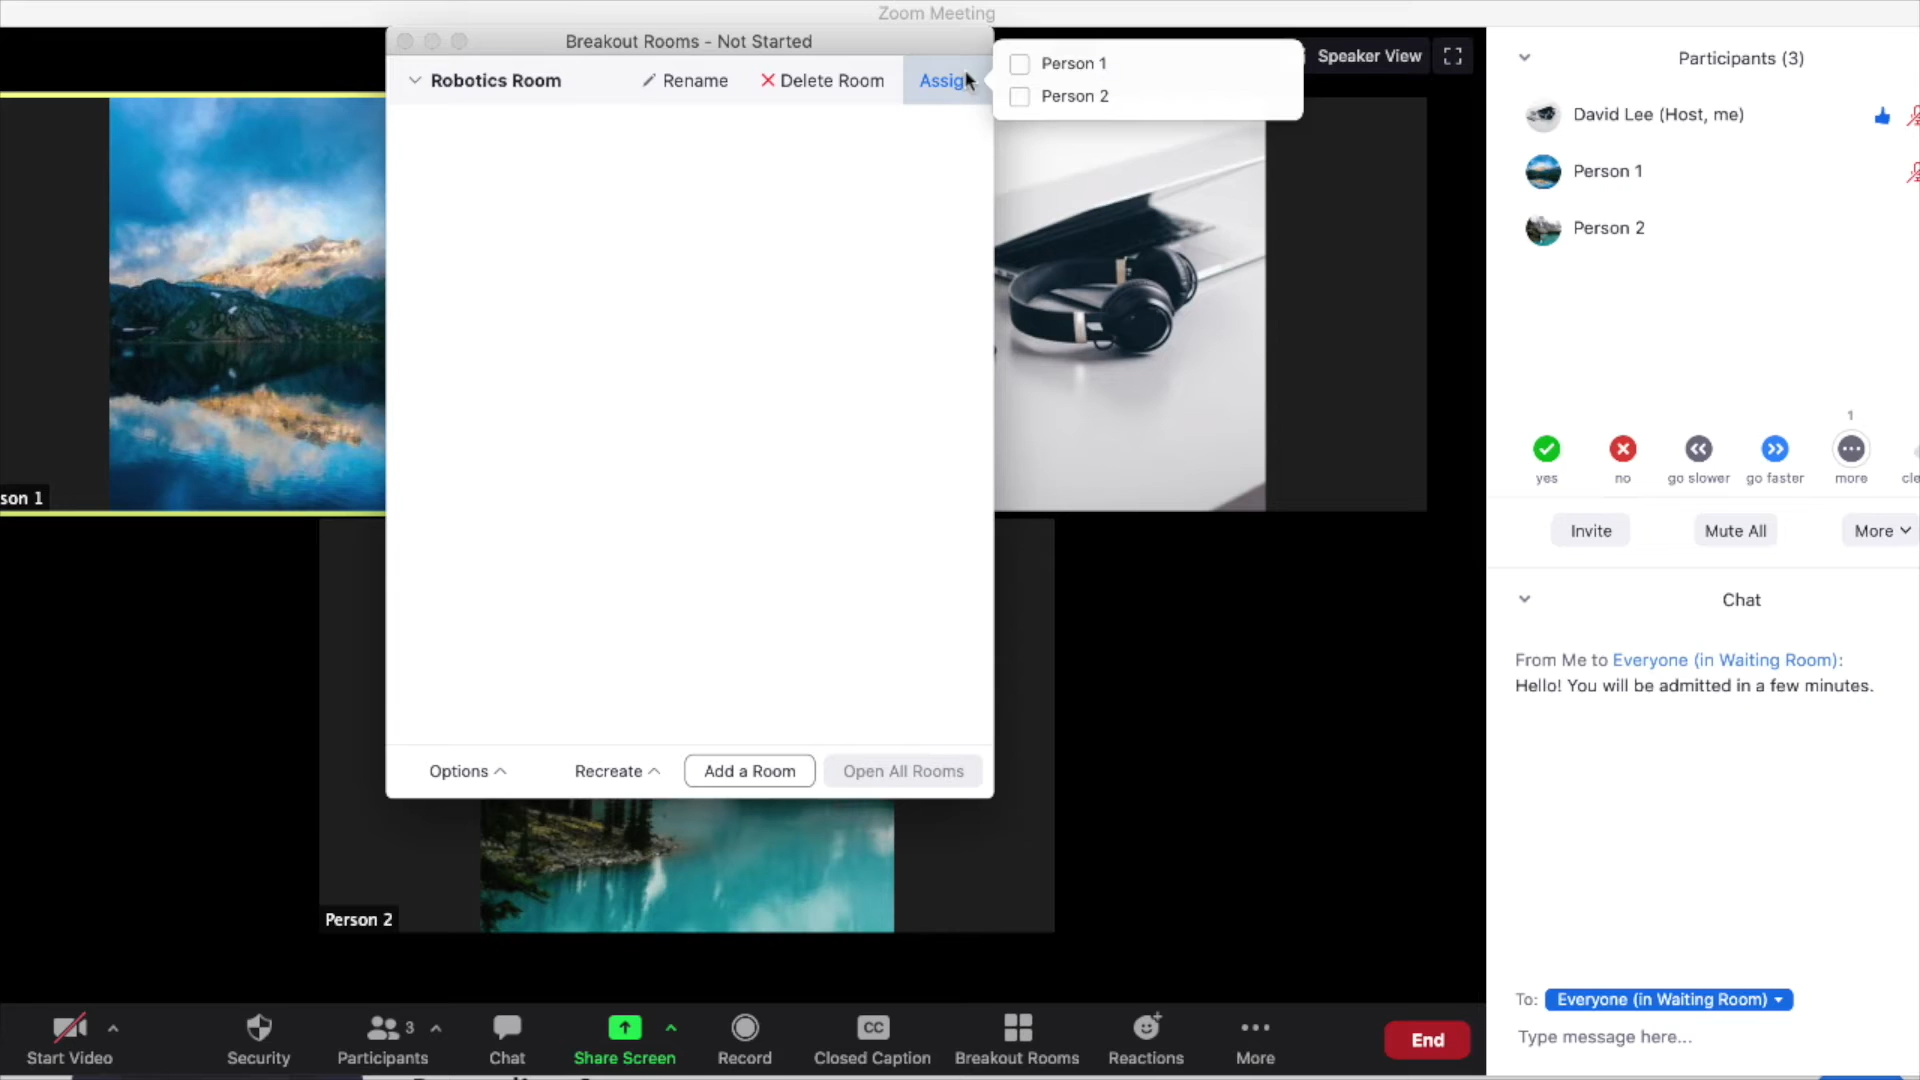 Zoom Meeting
Breakout Rooms - Not Started
Robotics Room
Rename
Delete Room
Assig
Person 1
Person 2
Speaker View
Participants (3)
David Lee (Host, me)
Person 1
Person 2
son 1
1
yes
no
go slower
go faster
more
cle
Invite
Mute All
More
Chat
From Me to Everyone (in Waiting Room):
Hello! You will be admitted in a few minutes.
Options
Recreate
Add a Room
Open All Rooms
Person 2
To: Everyone (in Waiting Room)
Type message here...
Start Video
Security
3
Participants
Chat
Share Screen
Record
CC
Closed Caption
Breakout Rooms
Reactions
More
End